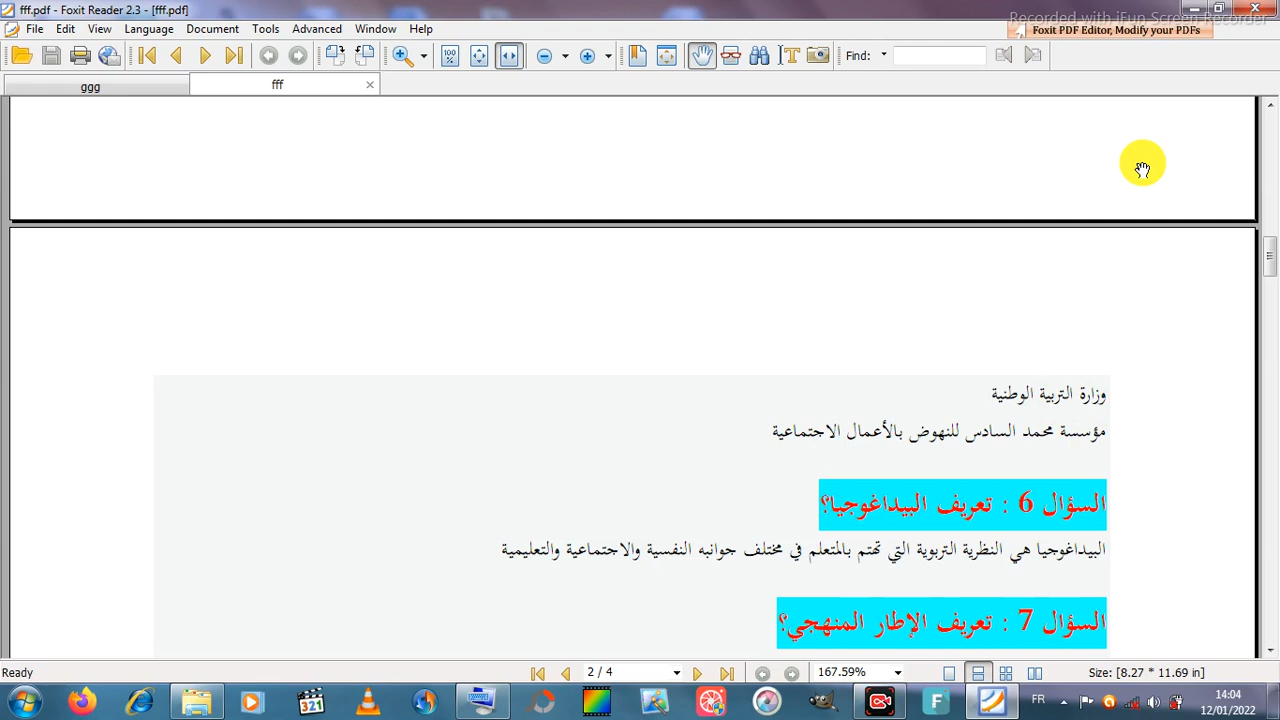 fff.pdf - Foxit Reader 2.3 - [fff.pdf]
Recorded with iFun Screen Recorder
File Edit View Language Document Tools Advanced Window Help
Foxit PDF Editor, Modify your PDFs
Find:
ggg fff
وزارة التربية الوطنية
مؤسسة محمد السادس للنهوض بالأعمال الاجتماعية
السؤال 6 : تعريف البيداغوجيا؟
البيداغوجيا هي النظرية التربوية التي تهتم بالمتعلم في مختلف جوانبه النفسية والاجتماعية والتعليمية
السؤال 7 : تعريف الإطار المنهجي؟
Ready 2 / 4 167.59% Size: [8.27 * 11.69 in]
321 FR 14:04
12/01/2022